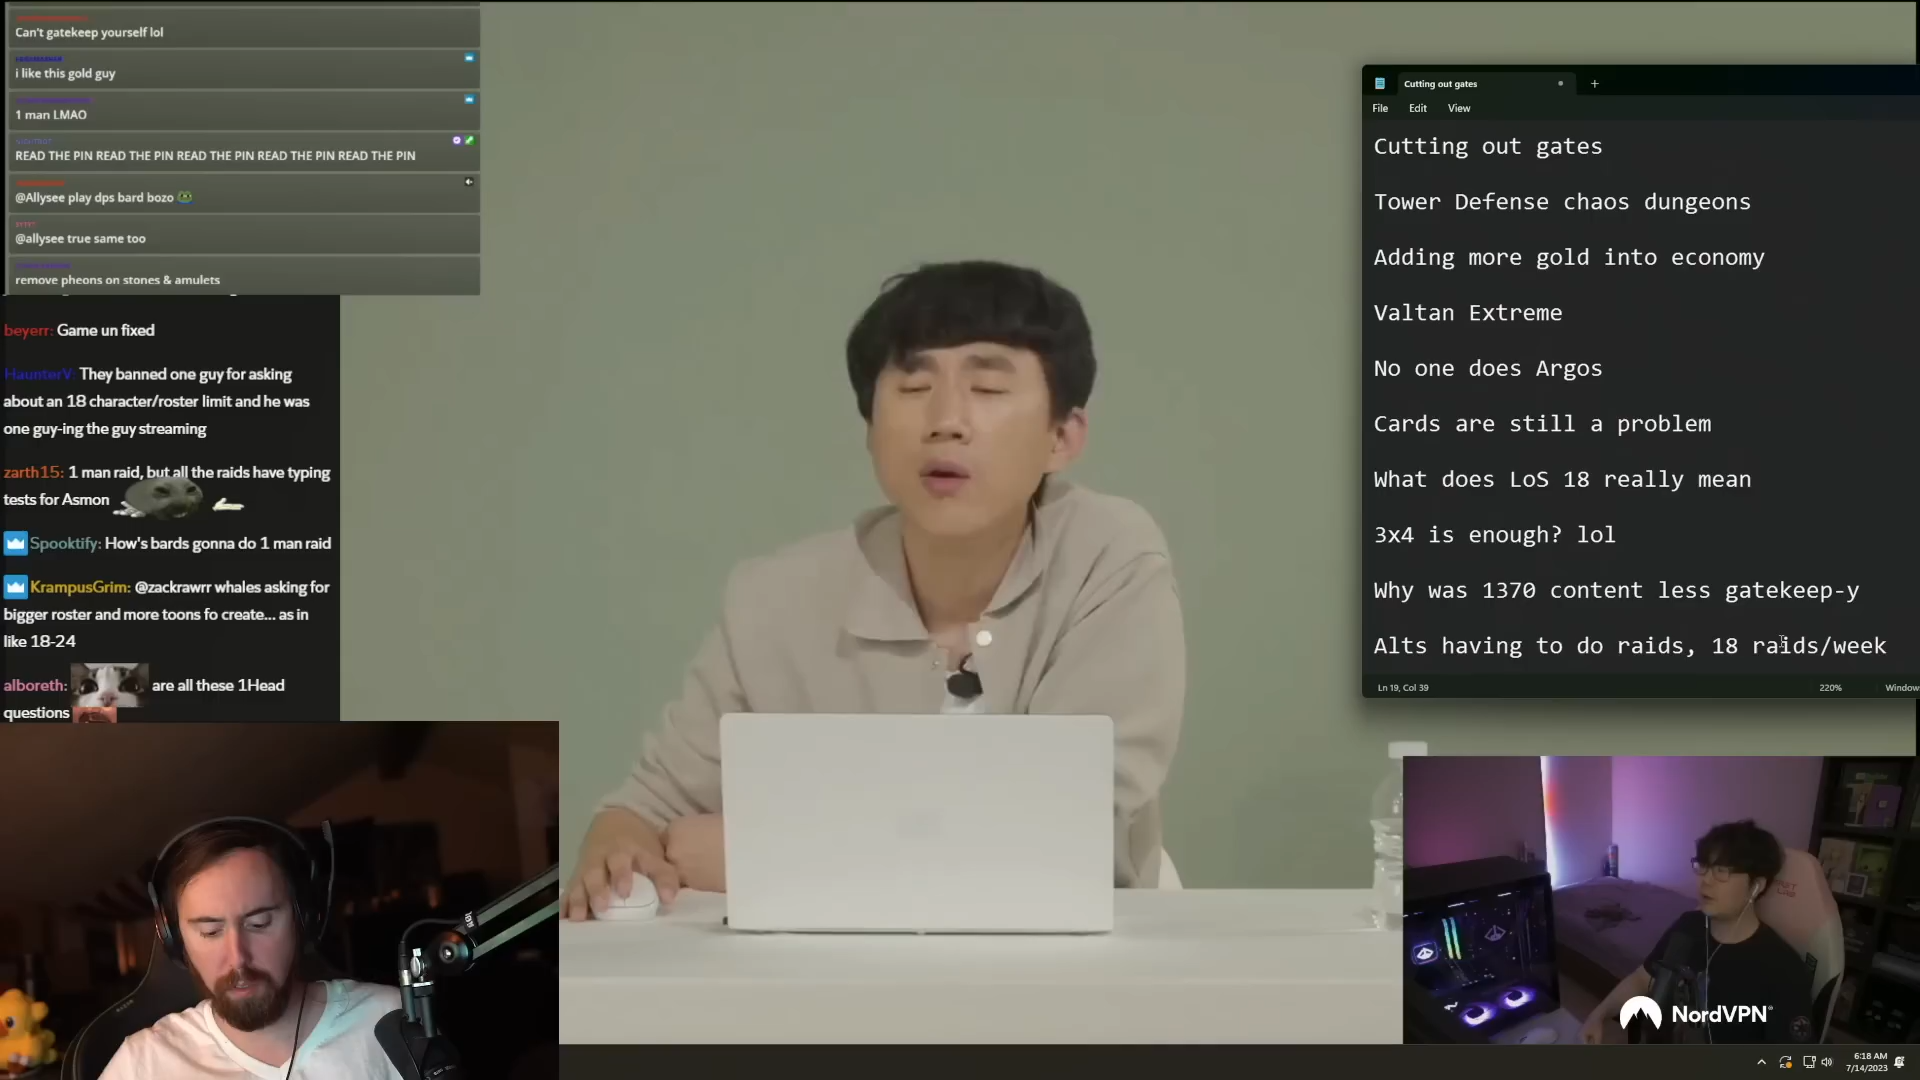 Can't gatekeep yourself lol
i like this gold guy
1 man LMAO
READ THE PIN READ THE PIN READ THE PIN READ THE PIN READ THE PIN
@Allysee play dps bard bozo
@allysee true same too
remove pheons on stones & amulets
beyerr: Game un fixed
HaunterV: They banned one guy for asking
about an 18 character/roster limit and he was
one guy-ing the guy streaming
zarth15: 1 man raid, but all the raids have typing
tests for Asmon
Spooktify: How's bards gonna do 1 man raid
KrampusGrim: @zackrawrr whales asking for
bigger roster and more toons fo create... as in
like 18-24
alboreth: are all these 1Head
questions
Cutting out gates
File Edit View
Cutting out gates
Tower Defense chaos dungeons
Adding more gold into economy
Valtan Extreme
No one does Argos
Cards are still a problem
What does LoS 18 really mean
3x4 is enough? lol
Why was 1370 content less gatekeep-y
Alts having to do raids, 18 raids/week
Ln 19, Col 39 220% Window
NordVPN®
6:18 AM
7/14/2023